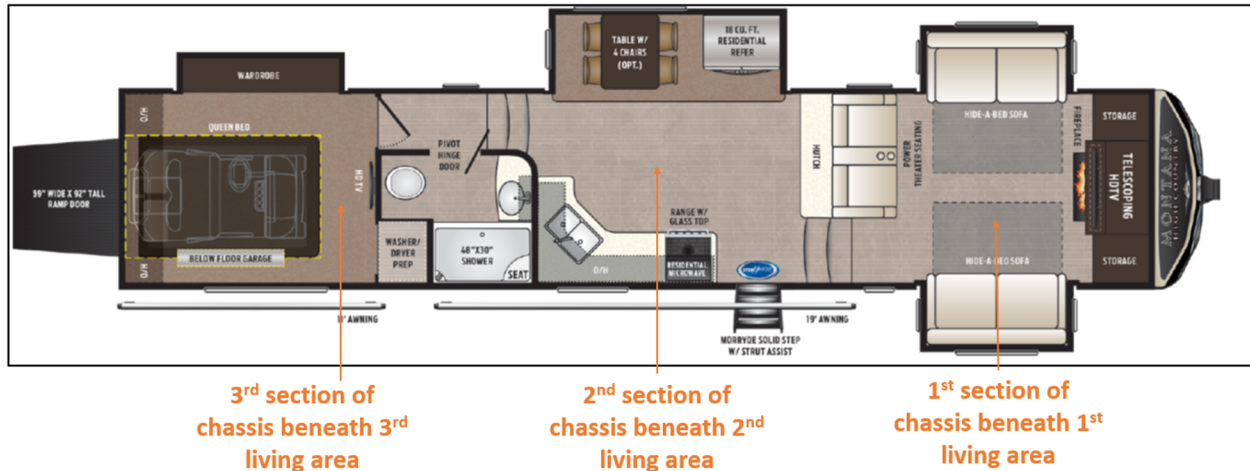 18 CU. FT.
RESIDENTIAL
REFER
TABLE W/
4 CHAIRS
(OPT.)
WARDROBE
H/O
QUEEN BED
PIVOT
HINGE
DOOR
HDTV
59" WIDE X 92" TALL
RAMP DOOR
BELOW FLOOR GARAGE
H/O
WASHER/
DRYER
PREP
48"X30"
SHOWER
SEAT
O/H
RANGE W/
GLASS TOP
RESIDENTIAL
MICROWAVE
HUTCH
POWER
THEATER SEATING
HIDE-A-BED SOFA
FIREPLACE
STORAGE
TELESCOPING
HDTV
MONTANA
HIDE-A-BED SOFA
STORAGE
11' AWNING
19' AWNING
MORRYDE SOLID STEP
W/ STRUT ASSIST
3rd section of
chassis beneath 3rd
living area
2nd section of
chassis beneath 2nd
living area
1st section of
chassis beneath 1st
living area